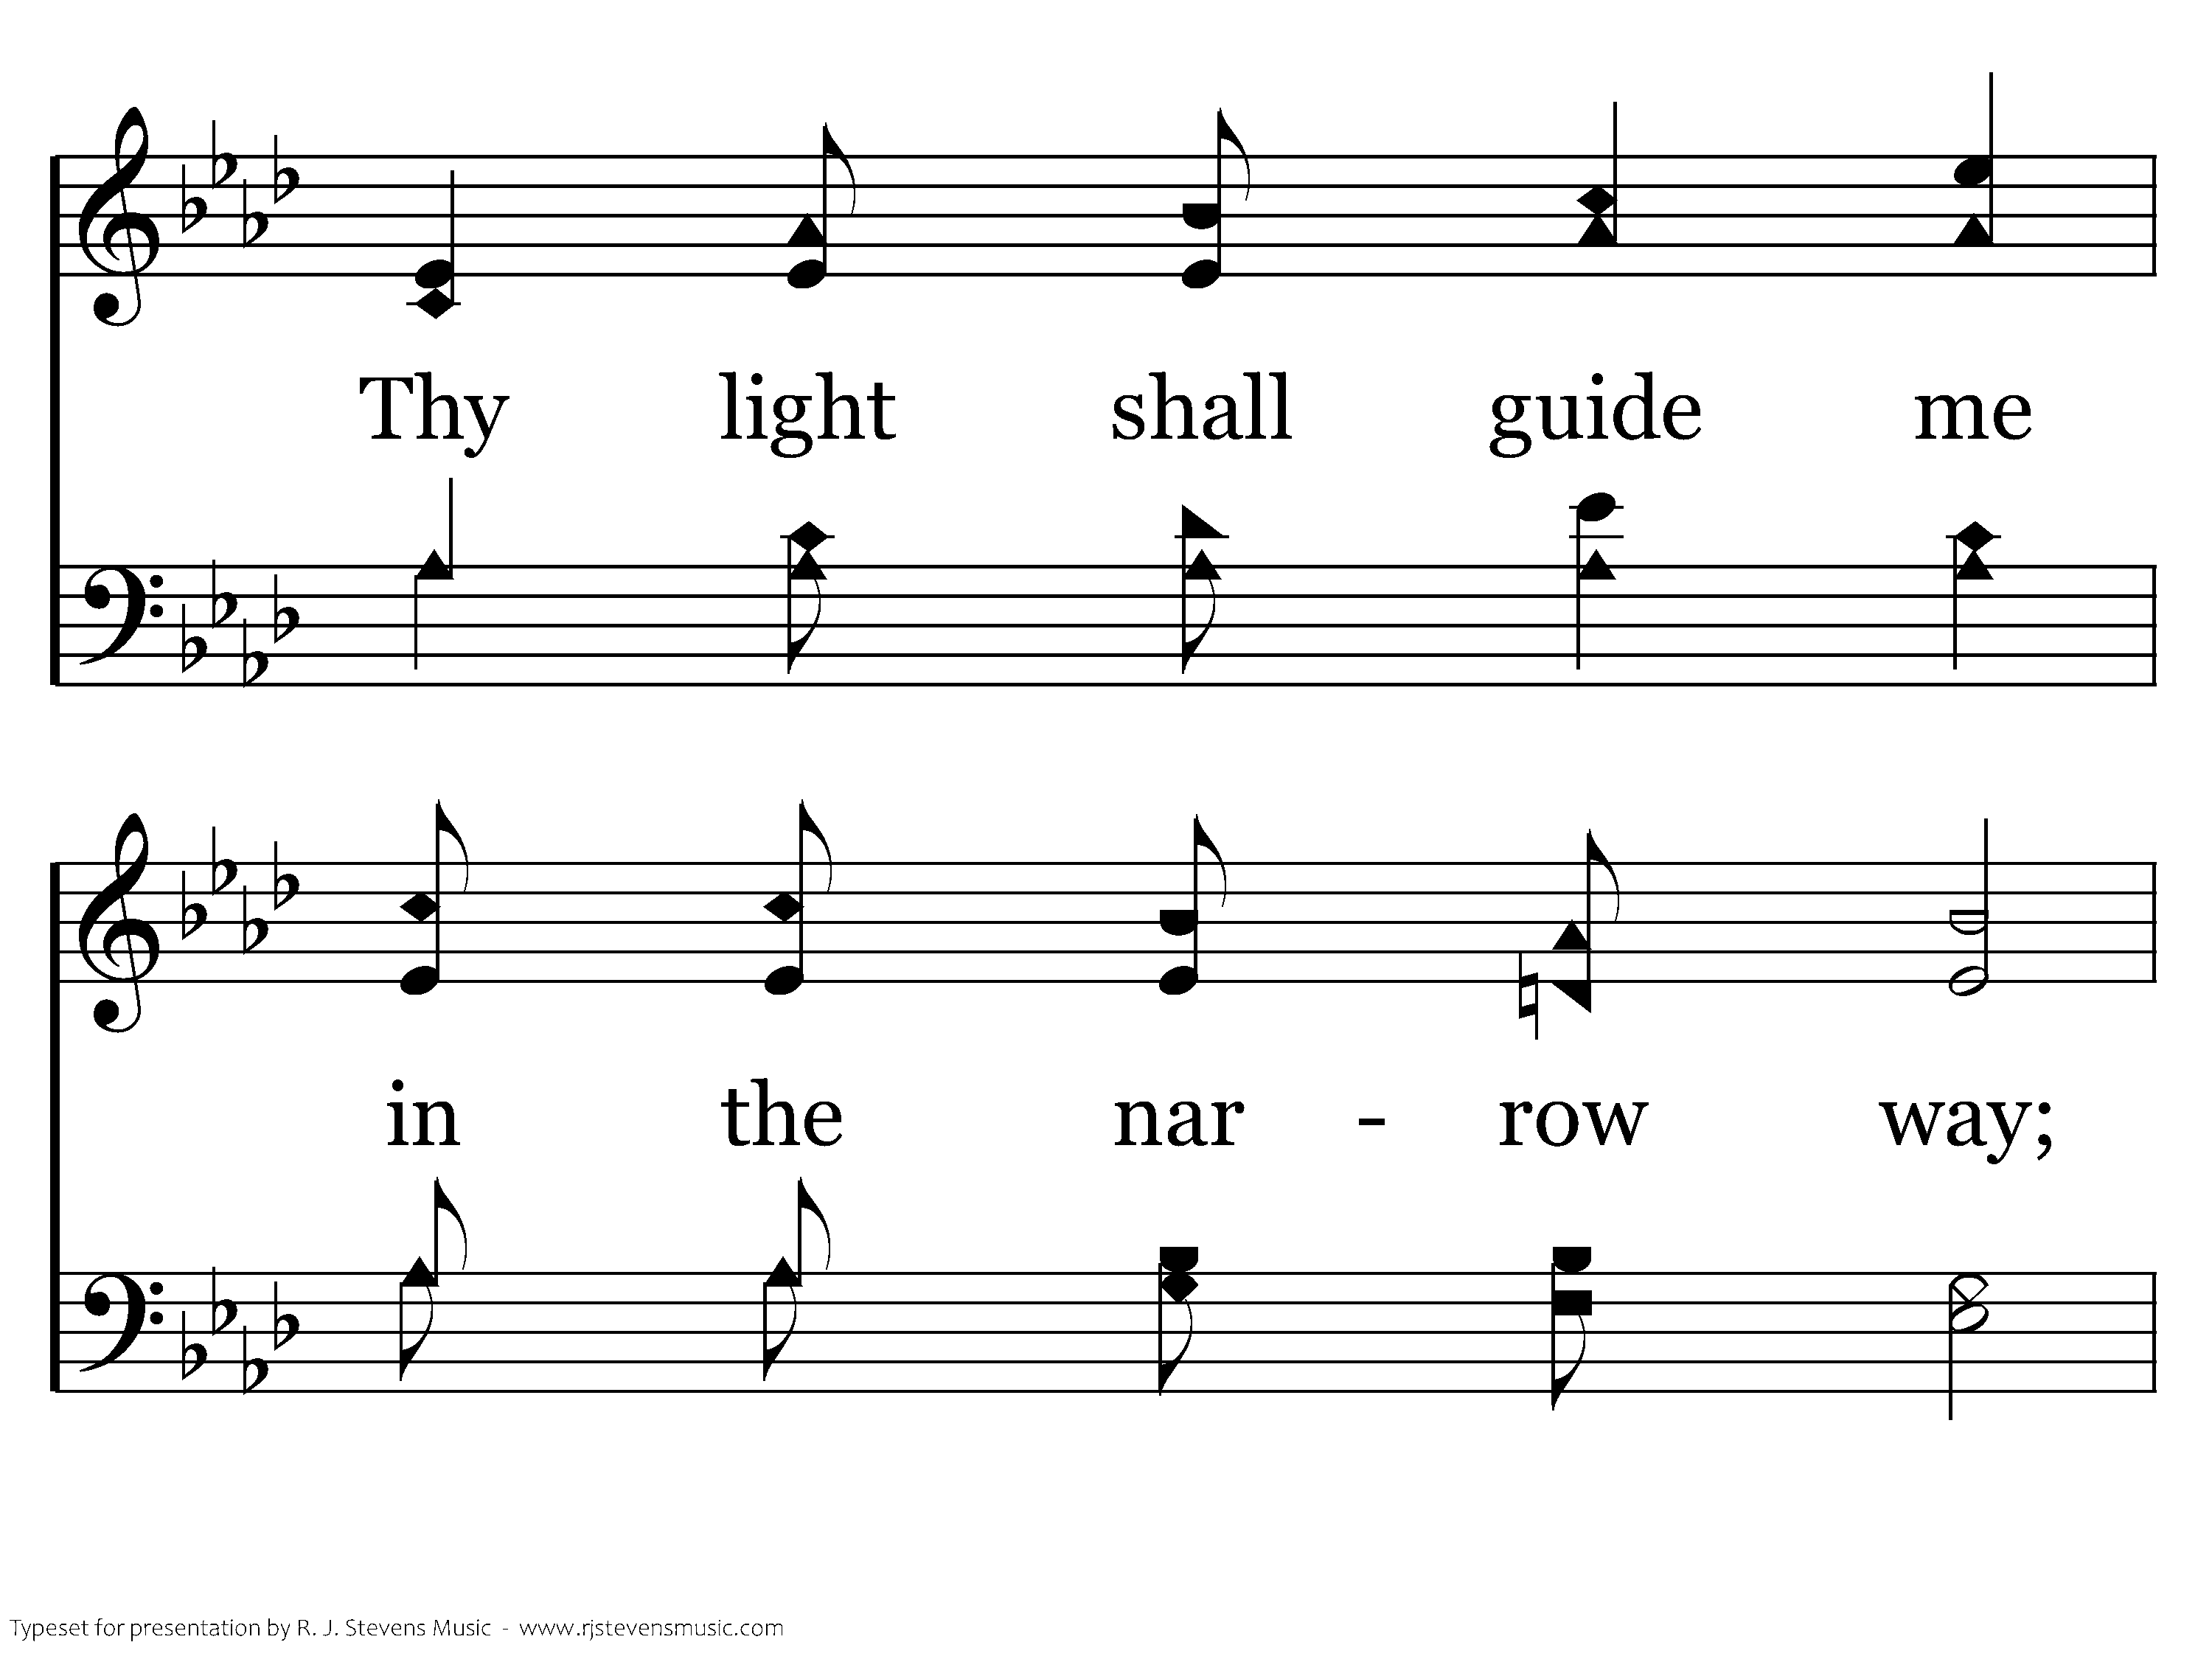 Thy light shall guide me
in the nar - row way;
Typeset for presentation by R. J. Stevens Music - www.rjstevensmusic.com